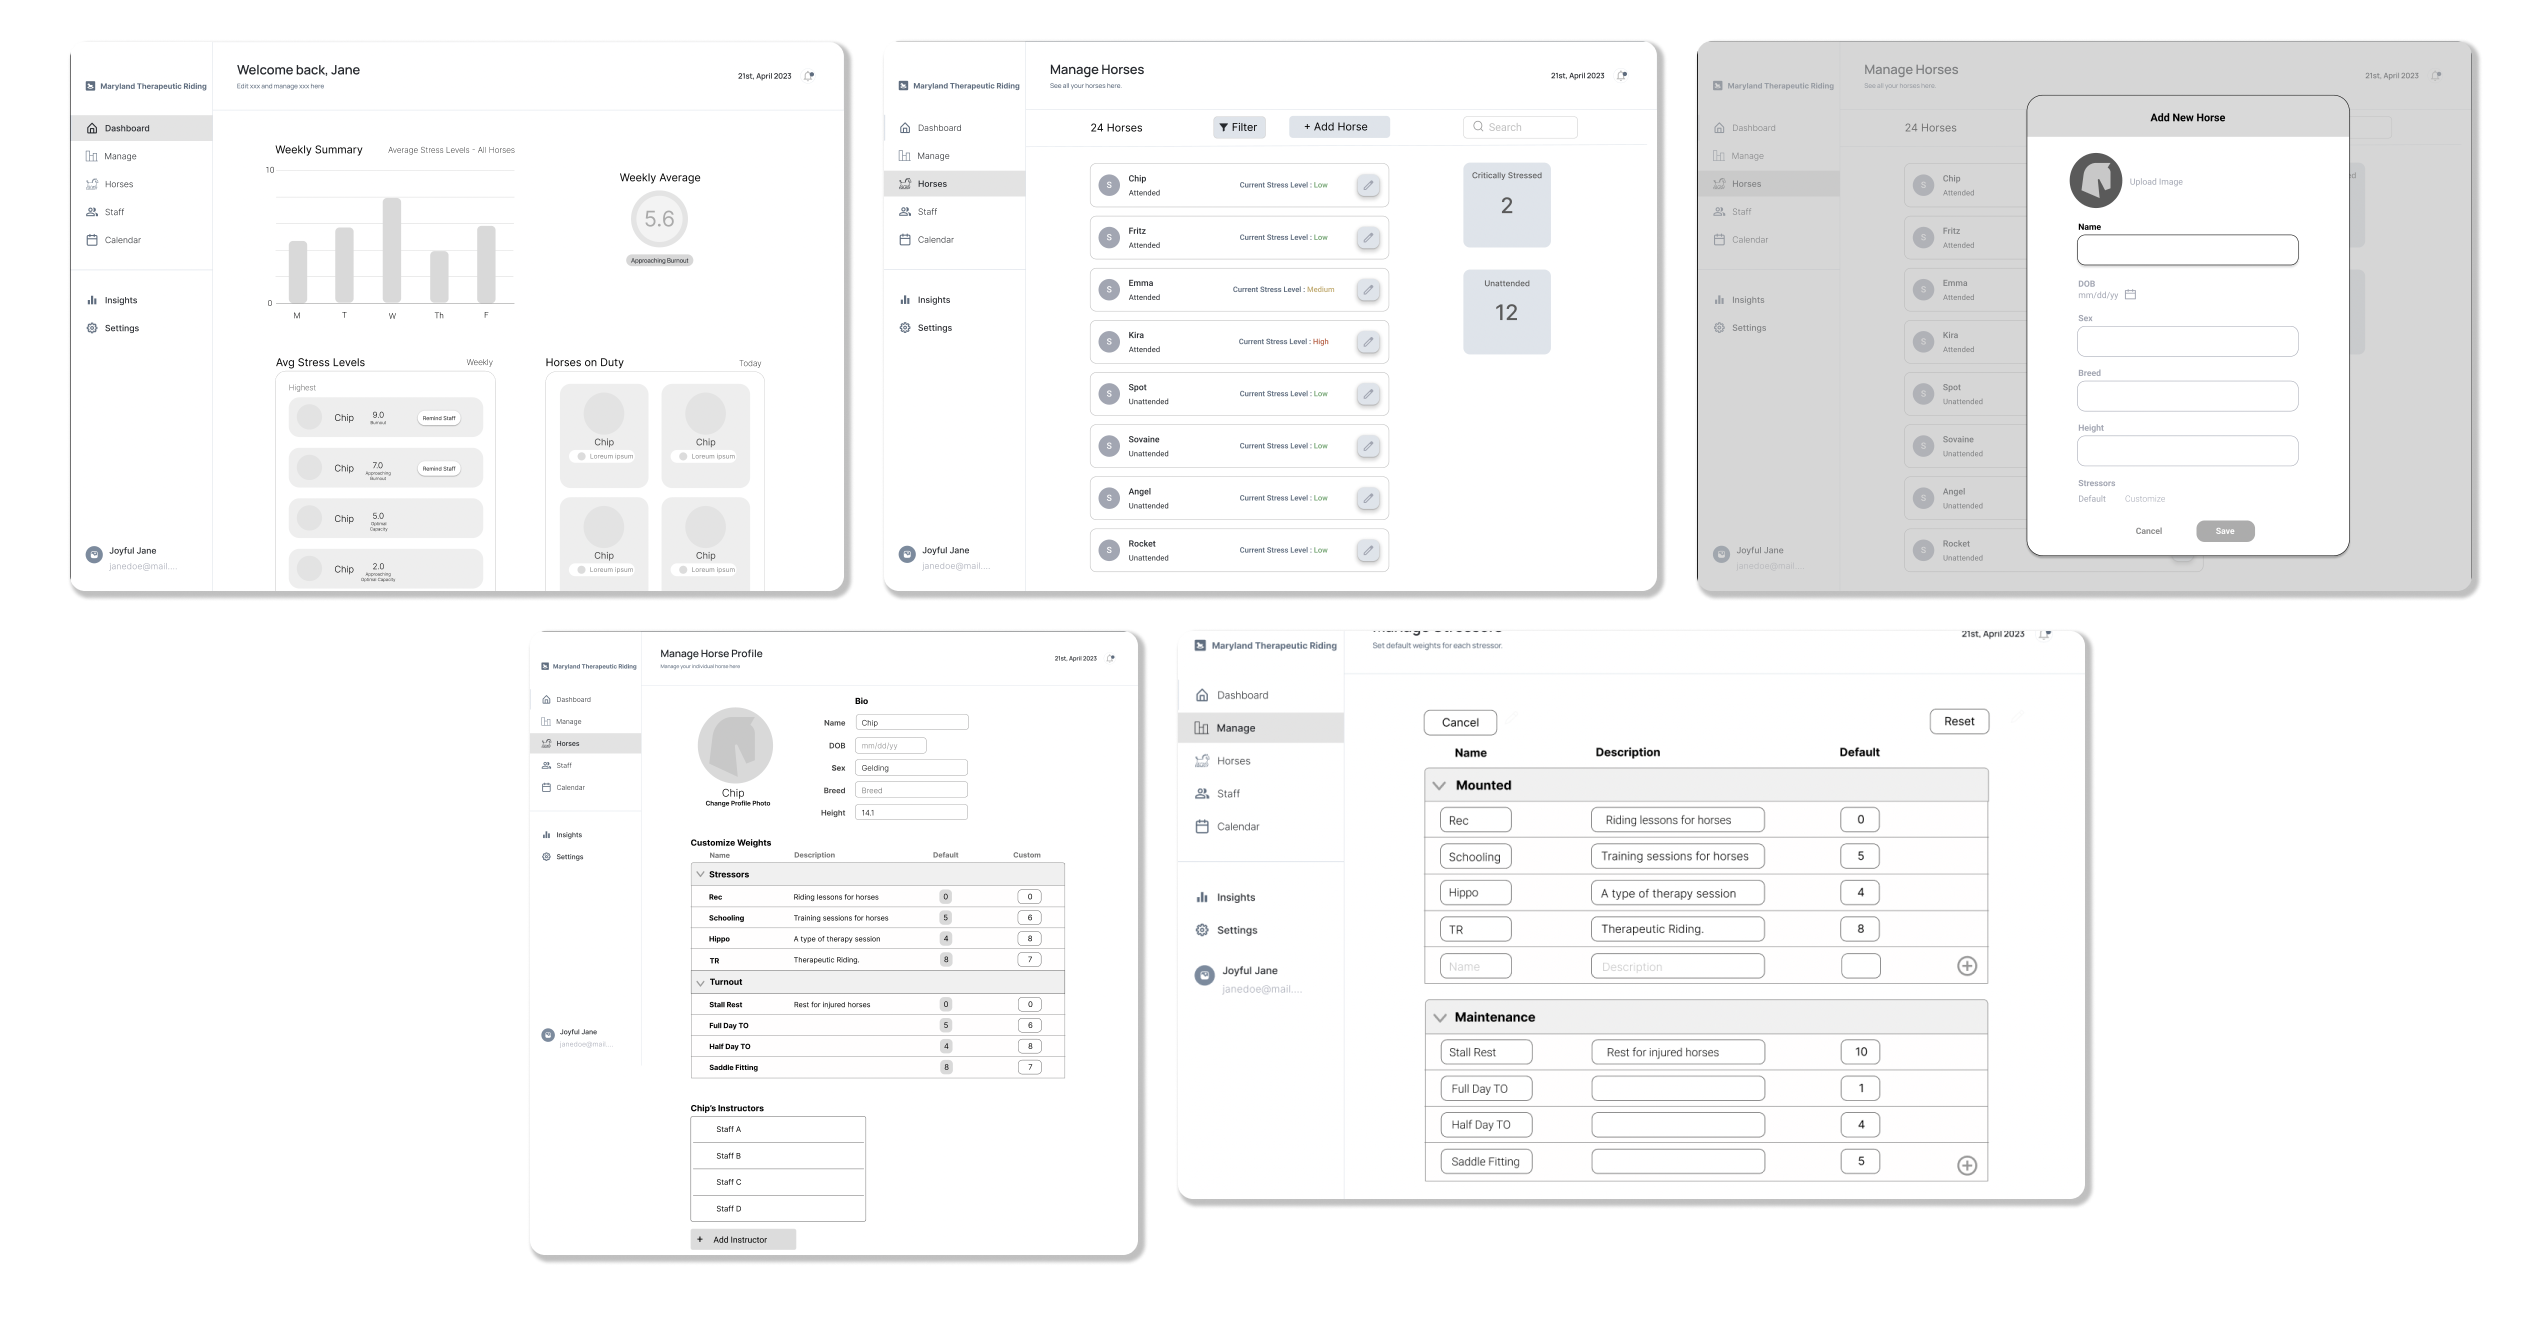 Maryland Therapeutic Riding
Dashboard
Manage
Horses
Staff
Calendar
Insights
Settings
Joyful Jane
janedoe@mail....
Welcome back, Jane
Edit xxx and manage xxx here
21st, April 2023
Weekly Summary
Average Stress Levels - All Horses
10
0
M T W Th F
Weekly Average
5.6
Approaching Burnout
Avg Stress Levels
Weekly
Highest
Chip 9.0 Remind Staff
Burnout
Chip 7.0 Remind Staff
Approaching
Burnout
Chip 5.0
Optimal
Capacity
Chip 2.0
Approaching
Optimal Capacity
Horses on Duty
Today
Chip
Loreum ipsum
Chip
Loreum ipsum
Chip
Loreum ipsum
Chip
Loreum ipsum
Maryland Therapeutic Riding
Dashboard
Manage
Horses
Staff
Calendar
Insights
Settings
Joyful Jane
janedoe@mail....
Manage Horses
See all your horses here.
21st, April 2023
24 Horses
Filter
+ Add Horse
Search
S Chip Current Stress Level : Low
Attended
S Fritz Current Stress Level : Low
Attended
S Emma Current Stress Level : Medium
Attended
S Kira Current Stress Level : High
Attended
S Spot Current Stress Level : Low
Unattended
S Sovaine Current Stress Level : Low
Unattended
S Angel Current Stress Level : Low
Unattended
S Rocket Current Stress Level : Low
Unattended
Critically Stressed
2
Unattended
12
Maryland Therapeutic Riding
Dashboard
Manage
Horses
Staff
Calendar
Insights
Settings
Joyful Jane
janedoe@mail....
Manage Horses
See all your horses here.
21st, April 2023
24 Horses
S Chip
Attended
S Fritz
Attended
S Emma
Attended
S Kira
Attended
S Spot
Unattended
S Sovaine
Unattended
S Angel
Unattended
S Rocket
Unattended
Add New Horse
Upload Image
Name
DOB
mm/dd/yy
Sex
Breed
Height
Stressors
Default Customize
Cancel Save
Maryland Therapeutic Riding
Dashboard
Manage
Horses
Staff
Calendar
Insights
Settings
Joyful Jane
janedoe@mail....
Manage Horse Profile
Manage your individual horse here
21st, April 2023
Chip
Change Profile Photo
Bio
Name Chip
DOB mm/dd/yy
Sex Gelding
Breed Breed
Height 14.1
Customize Weights
Name Description Default Custom
Stressors
Rec Riding lessons for horses 0 0
Schooling Training sessions for horses 5 6
Hippo A type of therapy session 4 8
TR Therapeutic Riding. 8 7
Turnout
Stall Rest Rest for injured horses 0 0
Full Day TO 5 6
Half Day TO 4 8
Saddle Fitting 8 7
Chip's Instructors
Staff A
Staff B
Staff C
Staff D
+ Add Instructor
Maryland Therapeutic Riding
Dashboard
Manage
Horses
Staff
Calendar
Insights
Settings
Joyful Jane
janedoe@mail....
Manage Stressors
Set default weights for each stressor.
21st, April 2023
Cancel
Reset
Name Description Default
Mounted
Rec Riding lessons for horses 0
Schooling Training sessions for horses 5
Hippo A type of therapy session 4
TR Therapeutic Riding. 8
Name Description
Maintenance
Stall Rest Rest for injured horses 10
Full Day TO 1
Half Day TO 4
Saddle Fitting 5